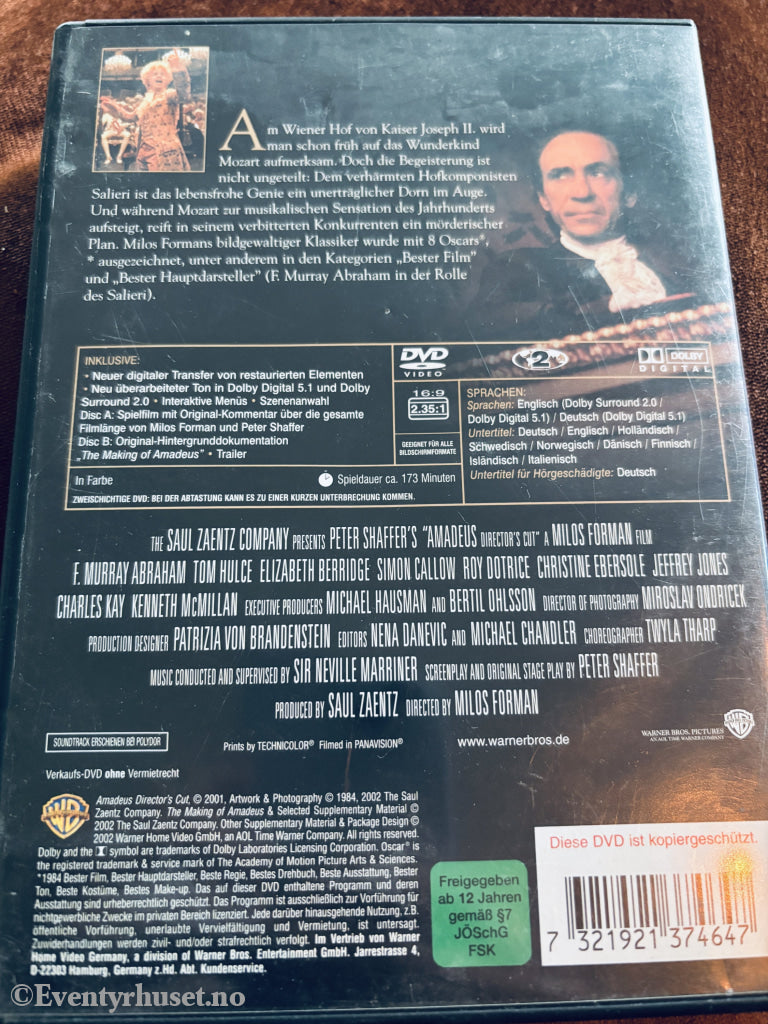 Am Wiener Hof von Kaiser Joseph II. wird
man schon früh auf das Wunderkind
Mozart aufmerksam. Doch die Begeisterung ist
nicht ungeteilt: Dem verhärmten Hofkomponisten
Salieri ist das lebensfrohe Genie ein unerträglicher Dorn im Auge.
Und während Mozart zur musikalischen Sensation des Jahrhunderts
aufsteigt, reift in seinem verbitterten Konkurrenten ein mörderischer
Plan. Milos Formans bildgewaltiger Klassiker wurde mit 8 Oscars*,
* ausgezeichnet, unter anderem in den Kategorien „Bester Film"
und „Bester Hauptdarsteller" (F. Murray Abraham in der Rolle
des Salieri).
INKLUSIVE:
• Neuer digitaler Transfer von restaurierten Elementen
• Neu überarbeiteter Ton in Dolby Digital 5.1 und Dolby
Surround 2.0 • Interaktive Menüs • Szenenanwahl
Disc A: Spielfilm mit Original-Kommentar über die gesamte
Filmlänge von Milos Forman und Peter Shaffer
Disc B: Original-Hintergrunddokumentation
„The Making of Amadeus" • Trailer
In Farbe
Spieldauer ca. 173 Minuten
ZWEISCHICHTIGE DVD: BEI DER ABTASTUNG KANN ES ZU EINER KURZEN UNTERBRECHUNG KOMMEN.
DVD
VIDEO
2
DOLBY
DIGITAL
16:9
2.35:1
GEEIGNET FÜR ALLE
BILDSCHIRMFORMATE
SPRACHEN:
Sprachen: Englisch (Dolby Surround 2.0 /
Dolby Digital 5.1) / Deutsch (Dolby Digital 5.1)
Untertitel: Deutsch / Englisch / Holländisch /
Schwedisch / Norwegisch / Dänisch / Finnisch /
Isländisch / Italienisch
Untertitel für Hörgeschädigte: Deutsch
THE SAUL ZAENTZ COMPANY PRESENTS PETER SHAFFER'S "AMADEUS DIRECTOR'S CUT" A MILOS FORMAN FILM
F. MURRAY ABRAHAM TOM HULCE ELIZABETH BERRIDGE SIMON CALLOW ROY DOTRICE CHRISTINE EBERSOLE JEFFREY JONES
CHARLES KAY KENNETH McMILLAN EXECUTIVE PRODUCERS MICHAEL HAUSMAN AND BERTIL OHLSSON DIRECTOR OF PHOTOGRAPHY MIROSLAV ONDRICEK
PRODUCTION DESIGNER PATRIZIA VON BRANDENSTEIN EDITORS NENA DANEVIC AND MICHAEL CHANDLER CHOREOGRAPHER TWYLA THARP
MUSIC CONDUCTED AND SUPERVISED BY SIR NEVILLE MARRINER SCREENPLAY AND ORIGINAL STAGE PLAY BY PETER SHAFFER
PRODUCED BY SAUL ZAENTZ DIRECTED BY MILOS FORMAN
SOUNDTRACK ERSCHIENEN BEI POLYDOR
Prints by TECHNICOLOR® Filmed in PANAVISION®
www.warnerbros.de
WARNER BROS. PICTURES
AN AOL TIME WARNER COMPANY
Verkaufs-DVD ohne Vermietrecht
Amadeus Director's Cut. © 2001, Artwork & Photography © 1984, 2002 The Saul
Zaentz Company. The Making of Amadeus & Selected Supplementary Material ©
2002 The Saul Zaentz Company. Other Supplementary Material & Package Design ©
2002 Warner Home Video GmbH, an AOL Time Warner Company. All rights reserved.
Dolby and the symbol are trademarks of Dolby Laboratories Licensing Corporation. Oscar® is
the registered trademark & service mark of The Academy of Motion Picture Arts & Sciences.
*1984 Bester Film, Bester Hauptdarsteller, Beste Regie, Bestes Drehbuch, Beste Ausstattung, Bester
Ton, Beste Kostüme, Bestes Make-up. Das auf dieser DVD enthaltene Programm und deren
Ausstattung sind urheberrechtlich geschützt. Das Programm ist ausschließlich zur Vorführung für
nichtgewerbliche Zwecke im privaten Bereich lizenziert. Jede darüber hinausgehende Nutzung, z.B.
öffentliche Vorführung, unerlaubte Vervielfältigung und Vermietung, ist untersagt.
Zuwiderhandlungen werden zivil- und/oder strafrechtlich verfolgt. Im Vertrieb von Warner
Home Video Germany, a division of Warner Bros. Entertainment GmbH. Jarrestrasse 4,
D-22303 Hamburg, Germany z.Hd. Abt. Kundenservice.
Freigegeben
ab 12 Jahren
gemäß §7
JÖSchG
FSK
Diese DVD ist kopiergeschützt.
7 321921 374647
©Eventyrhuset.no